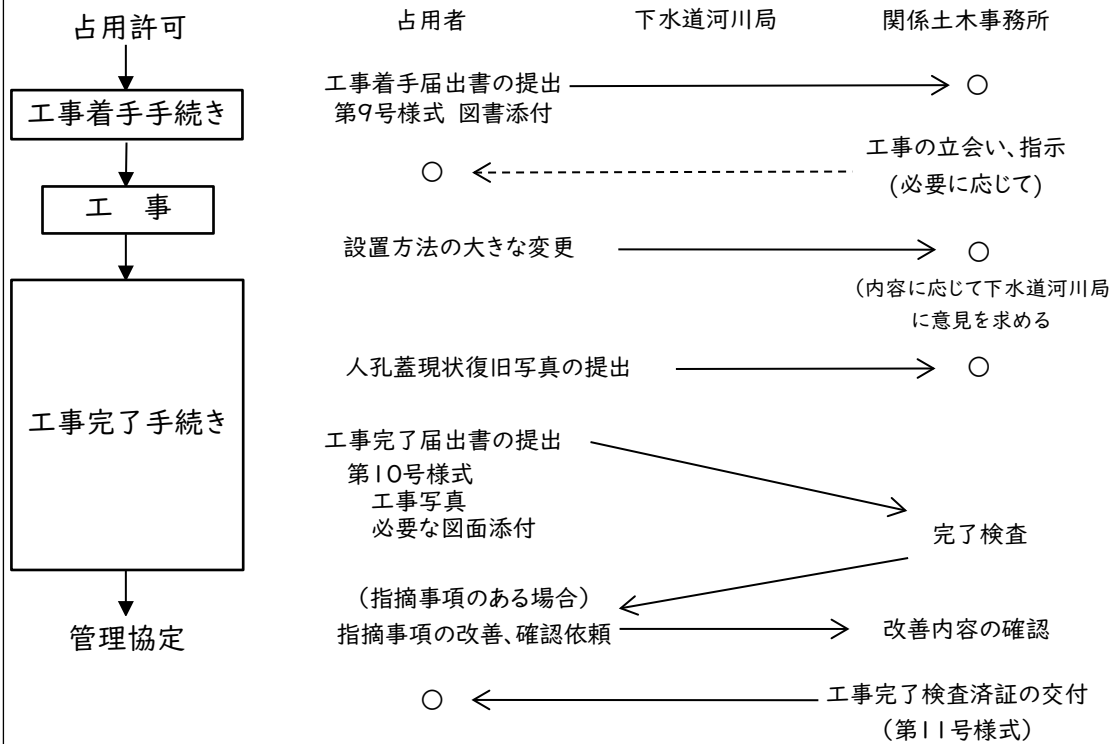 占用許可
工事着手手続き
工　事
工事完了手続き
管理協定
占用者　下水道河川局　関係土木事務所
工事着手届出書の提出　○
第9号様式 図書添付
工事の立会い、指示
○　(必要に応じて)
設置方法の大きな変更　○
(内容に応じて下水道河川局
に意見を求める
人孔蓋現状復旧写真の提出　○
工事完了届出書の提出
第10号様式
工事写真
必要な図面添付
完了検査
(指摘事項のある場合)
指摘事項の改善、確認依頼　改善内容の確認
○　工事完了検査済証の交付
(第11号様式)